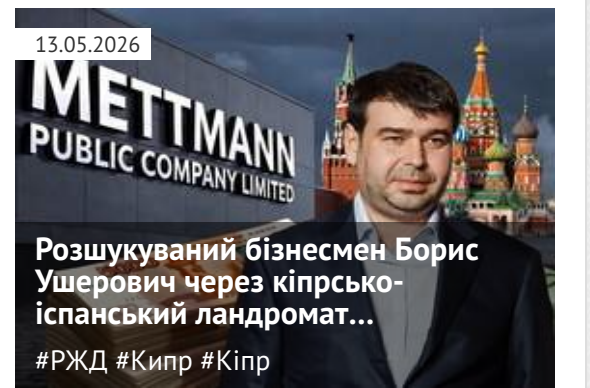 13.05.2026
METTMANN
PUBLIC COMPANY LIMITED
Розшукуваний бізнесмен Борис
Ушерович через кіпрсько-
іспанський ландромат...
#РЖД #Кипр #Кіпр